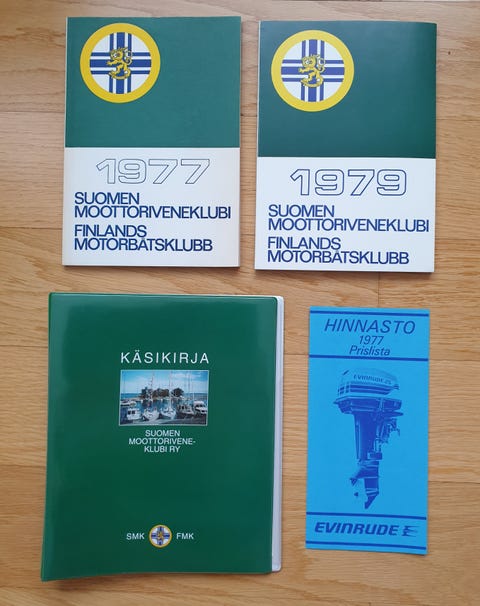 1977
SUOMEN
MOOTTORIVENEKLUBI
FINLANDS
MOTORBÅTSKLUBB
1979
SUOMEN
MOOTTORIVENEKLUBI
FINLANDS
MOTORBÅTSKLUBB
KÄSIKIRJA
SUOMEN
MOOTTORIVENE-
KLUBI RY
SMK FMK
HINNASTO
1977
Prislista
EVINRUDE 25
EVINRUDE